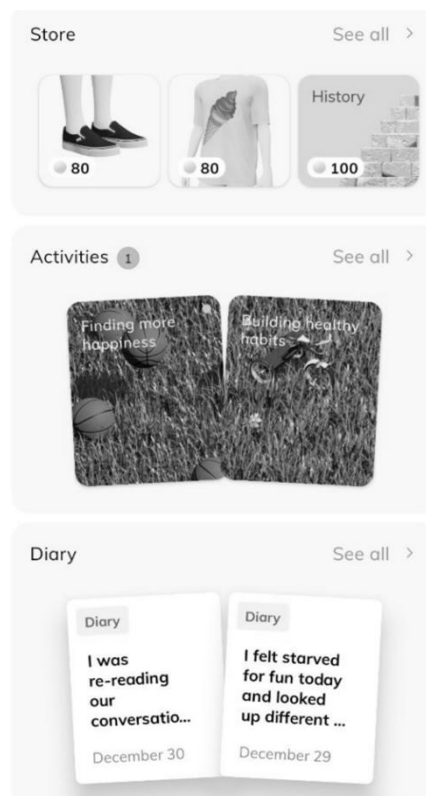 Store See all >
History
80 80 100
Activities 1 See all >
Finding more
happiness
Building healthy
habits
Diary See all >
Diary
I was
re-reading
our
conversatio...
December 30
Diary
I felt starved
for fun today
and looked
up different ...
December 29